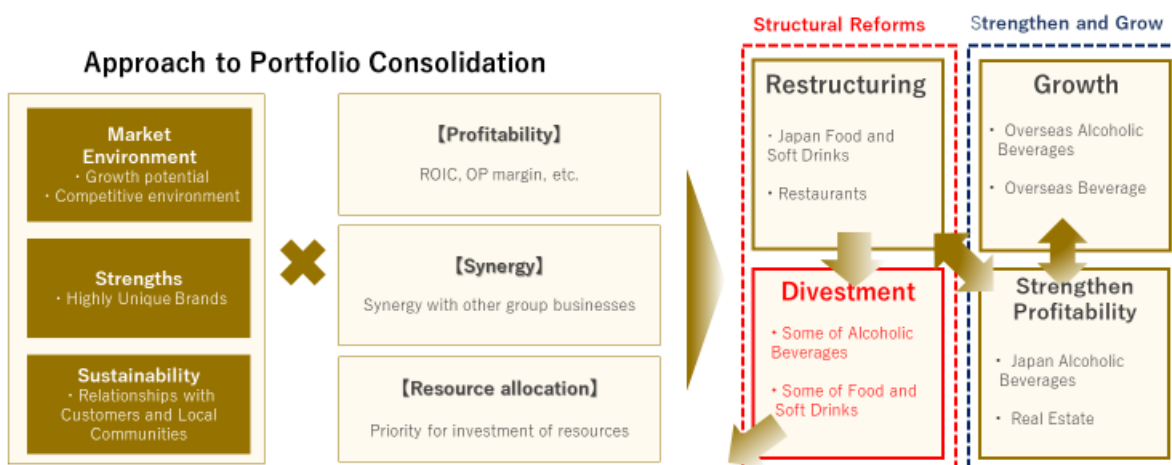 Approach to Portfolio Consolidation
Market
Environment
・Growth potential
・Competitive environment
Strengths
・Highly Unique Brands
Sustainability
・Relationships with
Customers and Local
Communities
【Profitability】
ROIC, OP margin, etc.
【Synergy】
Synergy with other group businesses
【Resource allocation】
Priority for investment of resources
Structural Reforms
Restructuring
・Japan Food and
Soft Drinks
・Restaurants
Divestment
・Some of Alcoholic
Beverages
・Some of Food and
Soft Drinks
Strengthen and Grow
Growth
・Overseas Alcoholic
Beverages
・Overseas Beverage
Strengthen
Profitability
・Japan Alcoholic
Beverages
・Real Estate